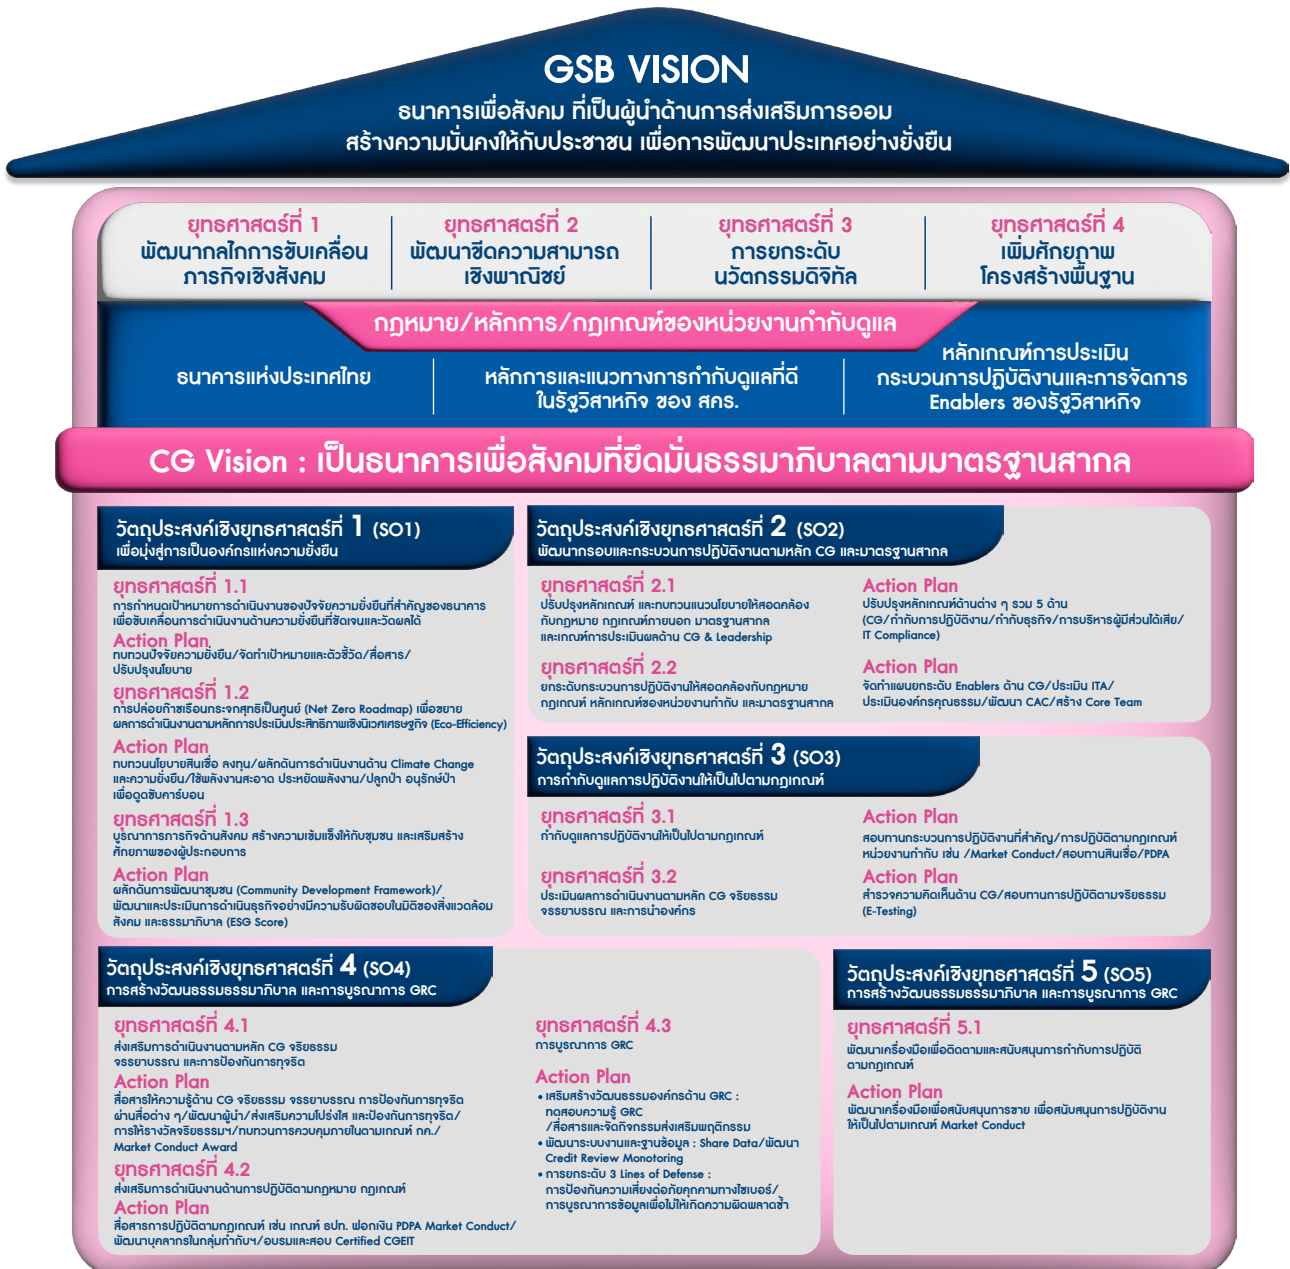 GSB VISION
ธนาคารเพื่อสังคม ที่เป็นผู้นำด้านการส่งเสริมการออม
สร้างความมั่นคงให้กับประชาชน เพื่อการพัฒนาประเทศอย่างยั่งยืน
ยุทธศาสตร์ที่ 1
พัฒนากลไกการขับเคลื่อน
ภารกิจเชิงสังคม
ยุทธศาสตร์ที่ 2
พัฒนาขีดความสามารถ
เชิงพาณิชย์
ยุทธศาสตร์ที่ 3
การยกระดับ
นวัตกรรมดิจิทัล
ยุทธศาสตร์ที่ 4
เพิ่มศักยภาพ
โครงสร้างพื้นฐาน
กฎหมาย/หลักการ/กฎเกณฑ์ของหน่วยงานกำกับดูแล
ธนาคารแห่งประเทศไทย
หลักการและแนวทางการกำกับดูแลที่ดี
ในรัฐวิสาหกิจ ของ สคร.
หลักเกณฑ์การประเมิน
กระบวนการปฏิบัติงานและการจัดการ
Enablers ของรัฐวิสาหกิจ
CG Vision : เป็นธนาคารเพื่อสังคมที่ยึดมั่นธรรมาภิบาลตามมาตรฐานสากล
วัตถุประสงค์เชิงยุทธศาสตร์ที่ 1 (SO1)
เพื่อมุ่งสู่การเป็นองค์กรแห่งความยั่งยืน
ยุทธศาสตร์ที่ 1.1
การกำหนดเป้าหมายการดำเนินงานของปัจจัยความยั่งยืนที่สำคัญของธนาคาร
เพื่อขับเคลื่อนการดำเนินงานด้านความยั่งยืนที่ชัดเจนและวัดผลได้
Action Plan
ทบทวนปัจจัยความยั่งยืน/จัดทำเป้าหมายและตัวชี้วัด/สื่อสาร/
ปรับปรุงนโยบาย
ยุทธศาสตร์ที่ 1.2
การปล่อยก๊าซเรือนกระจกสุทธิเป็นศูนย์ (Net Zero Roadmap) เพื่อขยาย
ผลการดำเนินงานตามหลักการประเมินประสิทธิภาพเชิงนิเวศเศรษฐกิจ (Eco-Efficiency)
Action Plan
ทบทวนนโยบายสินเชื่อ ลงทุน/ผลักดันการดำเนินงานด้าน Climate Change
และความยั่งยืน/ใช้พลังงานสะอาด ประหยัดพลังงาน/ปลูกป่า อนุรักษ์ป่า
เพื่อดูดซับคาร์บอน
ยุทธศาสตร์ที่ 1.3
บูรณาการภารกิจด้านสังคม สร้างความเข้มแข็งให้กับชุมชน และเสริมสร้าง
ศักยภาพของผู้ประกอบการ
Action Plan
ผลักดันการพัฒนาชุมชน (Community Development Framework)/
พัฒนาและประเมินการดำเนินธุรกิจอย่างมีความรับผิดชอบในมิติของสิ่งแวดล้อม
สังคม และธรรมาภิบาล (ESG Score)
วัตถุประสงค์เชิงยุทธศาสตร์ที่ 2 (SO2)
พัฒนากรอบและกระบวนการปฏิบัติงานตามหลัก CG และมาตรฐานสากล
ยุทธศาสตร์ที่ 2.1
ปรับปรุงหลักเกณฑ์ และทบทวนแนวนโยบายให้สอดคล้อง
กับกฎหมาย กฎเกณฑ์ภายนอก มาตรฐานสากล
และเกณฑ์การประเมินผลด้าน CG & Leadership
Action Plan
ปรับปรุงหลักเกณฑ์ด้านต่าง ๆ รวม 5 ด้าน
(CG/กำกับการปฏิบัติงาน/กำกับธุรกิจ/การบริหารผู้มีส่วนได้เสีย/
IT Compliance)
ยุทธศาสตร์ที่ 2.2
ยกระดับกระบวนการปฏิบัติงานให้สอดคล้องกับกฎหมาย
กฎเกณฑ์ หลักเกณฑ์ของหน่วยงานกำกับ และมาตรฐานสากล
Action Plan
จัดทำแผนยกระดับ Enablers ด้าน CG/ประเมิน ITA/
ประเมินองค์กรคุณธรรม/พัฒนา CAC/สร้าง Core Team
วัตถุประสงค์เชิงยุทธศาสตร์ที่ 3 (SO3)
การกำกับดูแลการปฏิบัติงานให้เป็นไปตามกฎเกณฑ์
ยุทธศาสตร์ที่ 3.1
กำกับดูแลการปฏิบัติงานให้เป็นไปตามกฎเกณฑ์
Action Plan
สอบทานกระบวนการปฏิบัติงานที่สำคัญ/การปฏิบัติตามกฎเกณฑ์
หน่วยงานกำกับ เช่น /Market Conduct/สอบทานสินเชื่อ/PDPA
ยุทธศาสตร์ที่ 3.2
ประเมินผลการดำเนินงานตามหลัก CG จริยธรรม
จรรยาบรรณ และการนำองค์กร
Action Plan
สำรวจความคิดเห็นด้าน CG/สอบทานการปฏิบัติตามจริยธรรม
(E-Testing)
วัตถุประสงค์เชิงยุทธศาสตร์ที่ 4 (SO4)
การสร้างวัฒนธรรมธรรมาภิบาล และการบูรณาการ GRC
ยุทธศาสตร์ที่ 4.1
ส่งเสริมการดำเนินงานตามหลัก CG จริยธรรม
จรรยาบรรณ และการป้องกันการทุจริต
Action Plan
สื่อสารให้ความรู้ด้าน CG จริยธรรม จรรยาบรรณ การป้องกันการทุจริต
ผ่านสื่อต่าง ๆ/พัฒนาผู้นำ/ส่งเสริมความโปร่งใส และป้องกันการทุจริต/
การให้รางวัลจริยธรรมฯ/ทบทวนการควบคุมภายในตามเกณฑ์ กค./
Market Conduct Award
ยุทธศาสตร์ที่ 4.2
ส่งเสริมการดำเนินงานด้านการปฏิบัติตามกฎหมาย กฎเกณฑ์
Action Plan
สื่อสารการปฏิบัติตามกฎเกณฑ์ เช่น เกณฑ์ ธปท. ฟอกเงิน PDPA Market Conduct/
พัฒนาบุคลากรในกลุ่มกำกับฯ/อบรมและสอบ Certified CGEIT
ยุทธศาสตร์ที่ 4.3
การบูรณาการ GRC
Action Plan
• เสริมสร้างวัฒนธรรมองค์กรด้าน GRC :
ทดสอบความรู้ GRC
/สื่อสารและจัดกิจกรรมส่งเสริมพฤติกรรม
• พัฒนาระบบงานและฐานข้อมูล : Share Data/พัฒนา
Credit Review Monotoring
• การยกระดับ 3 Lines of Defense :
การป้องกันความเสี่ยงต่อภัยคุกคามทางไซเบอร์/
การบูรณาการข้อมูลเพื่อไม่ให้เกิดความผิดพลาดซ้ำ
วัตถุประสงค์เชิงยุทธศาสตร์ที่ 5 (SO5)
การสร้างวัฒนธรรมธรรมาภิบาล และการบูรณาการ GRC
ยุทธศาสตร์ที่ 5.1
พัฒนาเครื่องมือเพื่อติดตามและสนับสนุนการกำกับการปฏิบัติ
ตามกฎเกณฑ์
Action Plan
พัฒนาเครื่องมือเพื่อสนับสนุนการขาย เพื่อสนับสนุนการปฏิบัติงาน
ให้เป็นไปตามเกณฑ์ Market Conduct